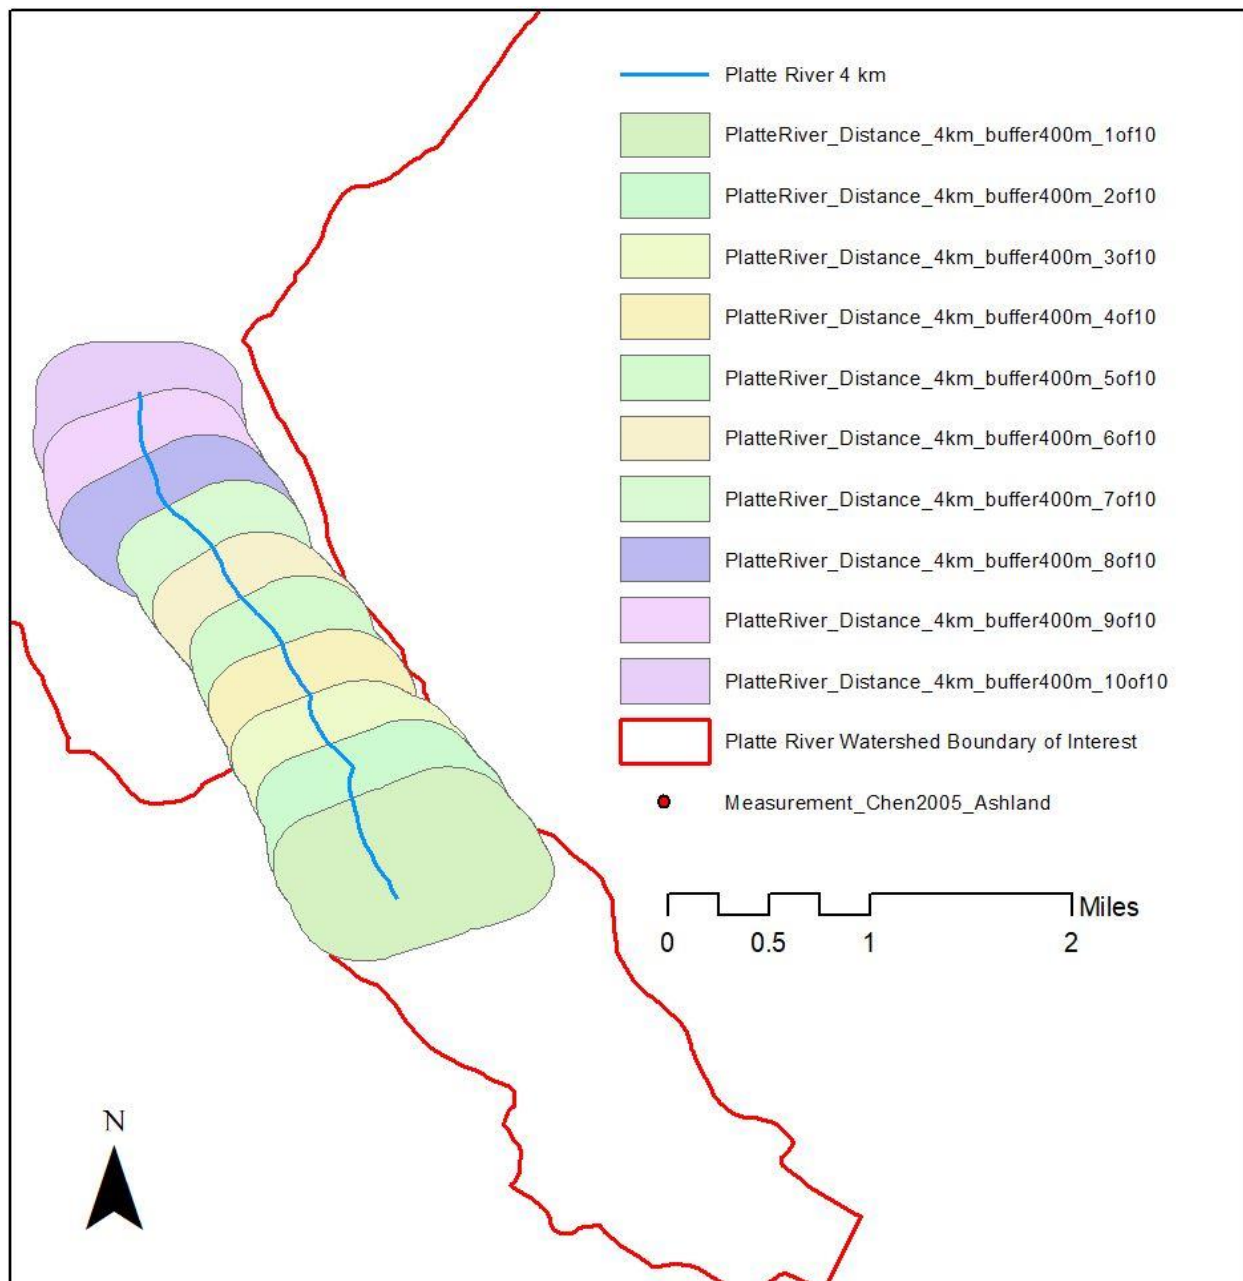 Platte River 4 km
PlatteRiver_Distance_4km_buffer400m_1of10
PlatteRiver_Distance_4km_buffer400m_2of10
PlatteRiver_Distance_4km_buffer400m_3of10
PlatteRiver_Distance_4km_buffer400m_4of10
PlatteRiver_Distance_4km_buffer400m_5of10
PlatteRiver_Distance_4km_buffer400m_6of10
PlatteRiver_Distance_4km_buffer400m_7of10
PlatteRiver_Distance_4km_buffer400m_8of10
PlatteRiver_Distance_4km_buffer400m_9of10
PlatteRiver_Distance_4km_buffer400m_10of10
Platte River Watershed Boundary of Interest
Measurement_Chen2005_Ashland
Miles
0 0.5 1 2
N